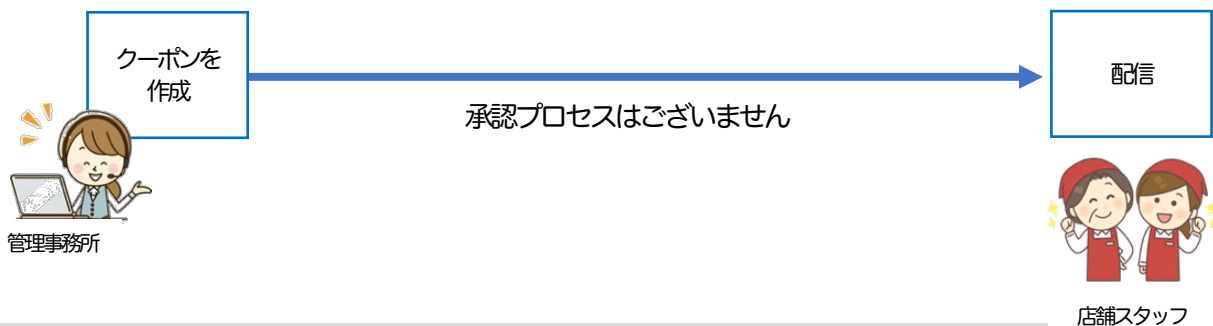 クーポンを
作成
承認プロセスはございません
配信
管理事務所
店舗スタッフ